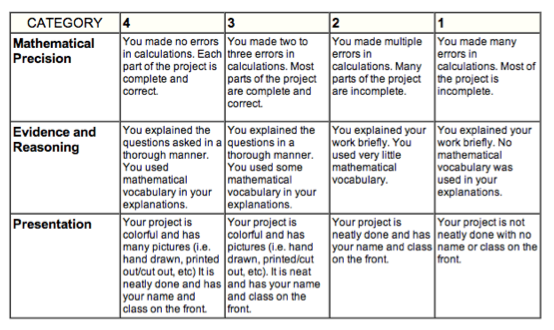 CATEGORY
4
3
2
1
Mathematical
Precision
You made no errors
in calculations. Each
part of the project is
complete and
correct.
You made two to
three errors in
calculations. Most
parts of the project
are complete and
correct.
You made multiple
errors in
calculations. Many
parts of the project
are incomplete.
You made many
errors in
calculations. Most of
the project is
incomplete.
Evidence and
Reasoning
You explained the
questions asked in a
thorough manner.
You used
mathematical
vocabulary in your
explanations.
You explained the
questions in a
thorough manner.
You used some
mathematical
vocabulary in your
explanations.
You explained your
work briefly. You
used very little
mathematical
vocabulary.
You explained your
work briefly. No
mathematical
vocabulary was
used in your
explanations.
Presentation
Your project is
colorful and has
many pictures (i.e.
hand drawn, printed
out/cut out, etc) It is
neatly done and has
your name and
class on the front.
Your project is
colorful and has
pictures (i.e. hand
drawn, printed/cut
out, etc). It is neat
and has your name
and class on the
front.
Your project is
neatly done and has
your name and class
on the front.
Your project is not
neatly done with no
name or class on the
front.